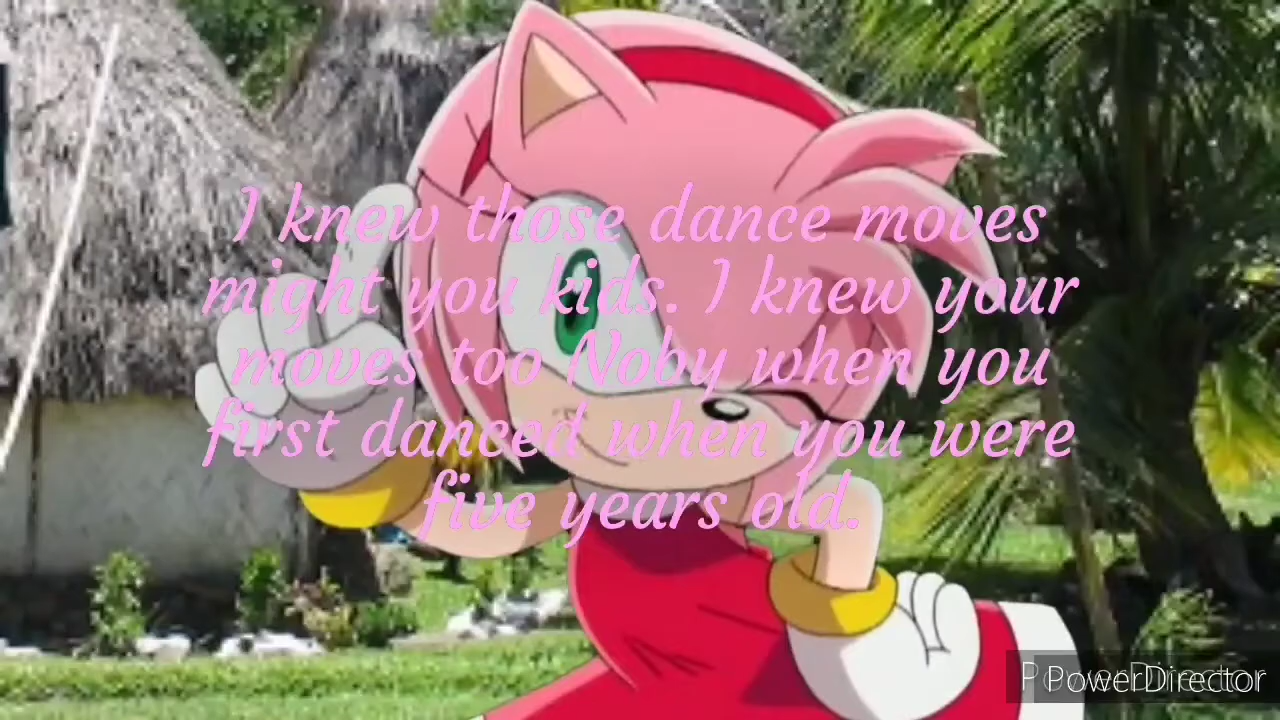 I knew those dance moves
might you kids. I knew your
moves too Noby when you
first danced when you were
five years old.
PowerDirector